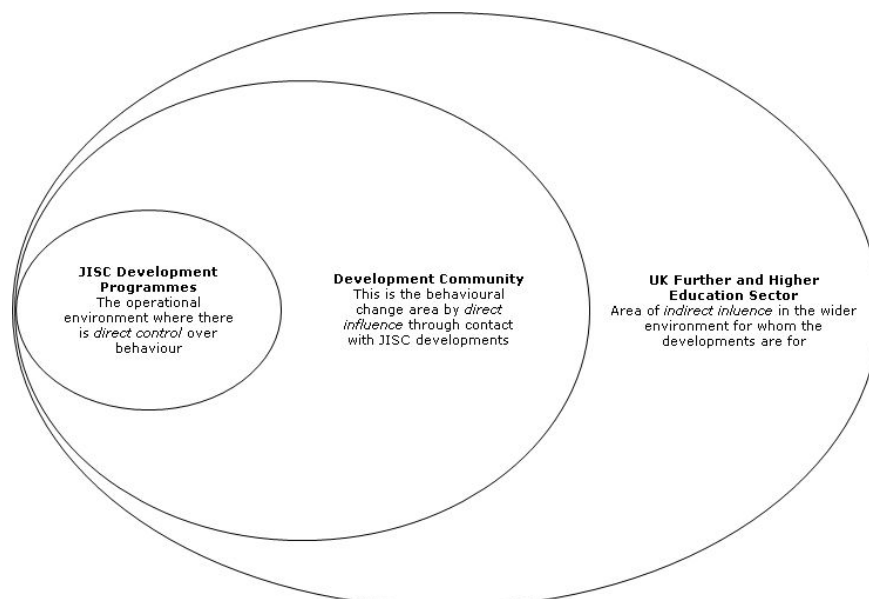 JISC Development
Programmes
The operational
environment where there
is direct control over
behaviour
Development Community
This is the behavioural
change area by direct
influence through contact
with JISC developments
UK Further and Higher
Education Sector
Area of indirect inluence in the wider
environment for whom the
developments are for